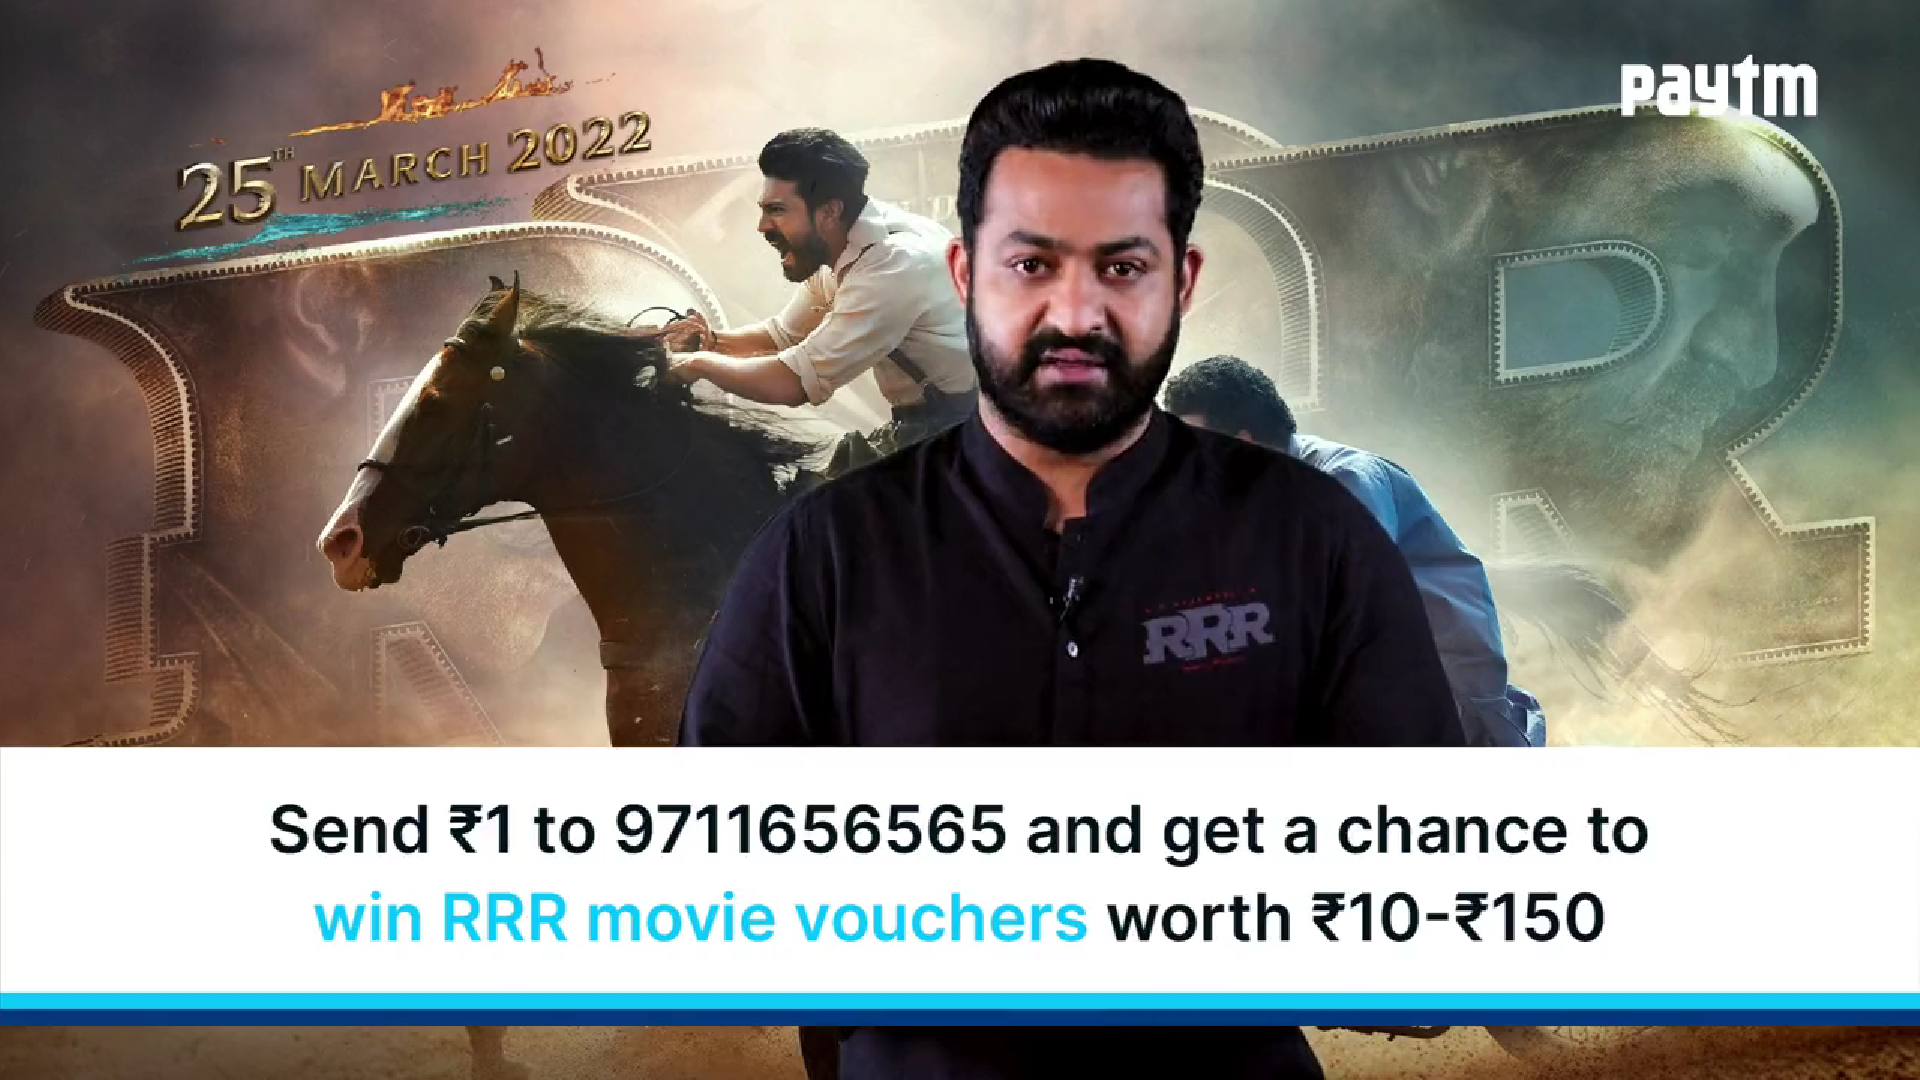 paytm
25TH MARCH 2022
RRR
Send ₹1 to 9711656565 and get a chance to
win RRR movie vouchers worth ₹10-₹150